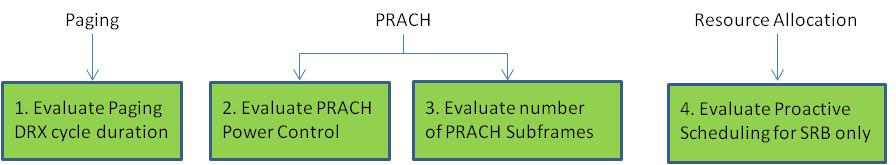 Paging
PRACH
Resource Allocation
1. Evaluate Paging
DRX cycle duration
2. Evaluate PRACH
Power Control
3. Evaluate number
of PRACH Subframes
4. Evaluate Proactive
Scheduling for SRB only